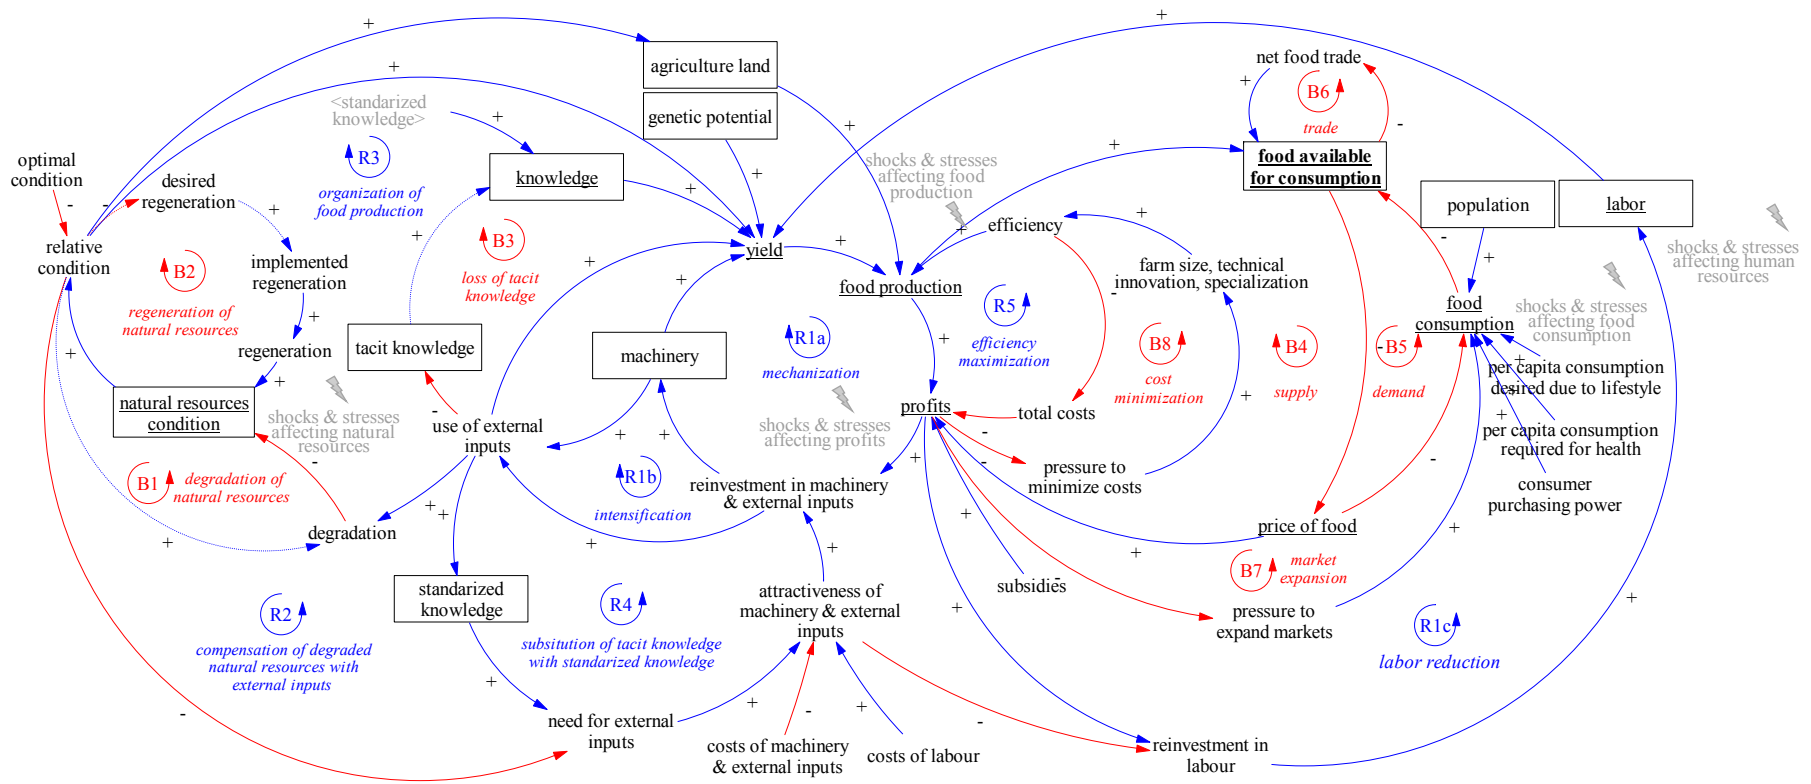 net food trade
B6
trade
agriculture land
genetic potential
<standarized
knowledge>
R3
organization of
food production
knowledge
optimal
condition
desired
regeneration
relative
condition
B2
regeneration of
natural resources
implemented
regeneration
regeneration
B3
loss of tacit
knowledge
yield
shocks & stresses
affecting food
production
efficiency
food production
food available
for consumption
population
labor
farm size, technical
innovation, specialization
shocks & stresses
affecting human
resources
food
consumption
shocks & stresses
affecting food
consumption
R5
efficiency
maximization
R1a
mechanization
B8
cost
minimization
B4
supply
B5
demand
tacit knowledge
machinery
natural resources
condition
shocks & stresses
affecting natural
resources
use of external
inputs
shocks & stresses
affecting profits
profits
total costs
per capita consumption
desired due to lifestyle
per capita consumption
required for health
consumer
purchasing power
B1
degradation of
natural resources
degradation
R1b
intensification
reinvestment in machinery
& external inputs
pressure to
minimize costs
price of food
B7
market
expansion
standarized
knowledge
R4
subsitution of tacit knowledge
with standarized knowledge
attractiveness of
machinery & external
inputs
subsidies
pressure to
expand markets
R1c
labor reduction
R2
compensation of degraded
natural resources with
external inputs
need for external
inputs
costs of machinery
& external inputs
costs of labour
reinvestment in
labour